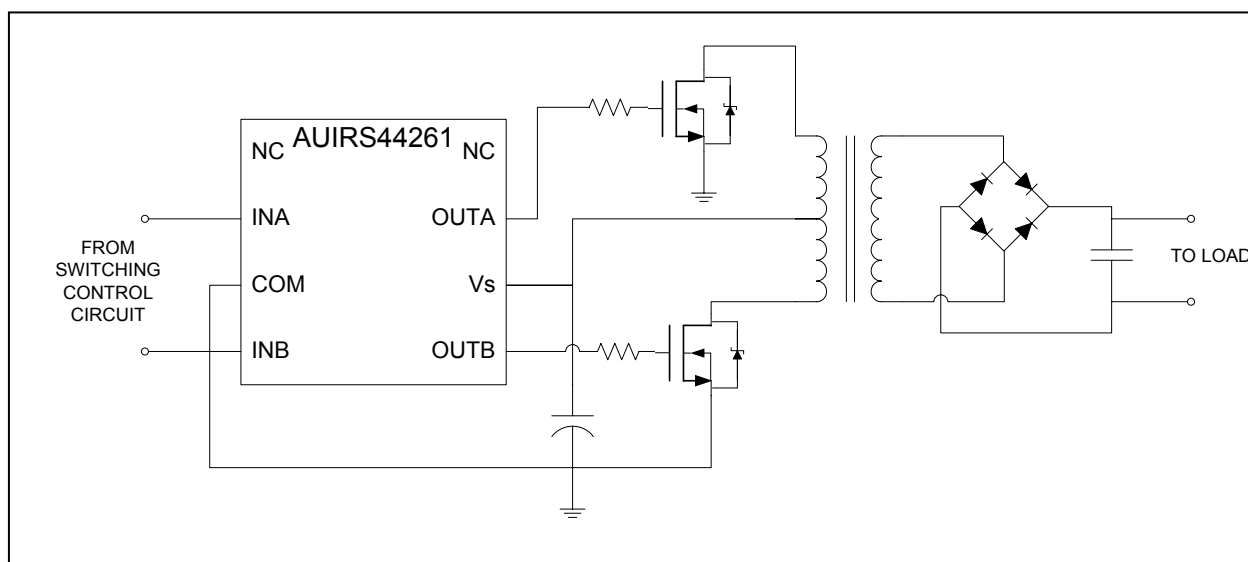 AUIRS44261
NC
NC
INA
OUTA
FROM
SWITCHING
CONTROL
CIRCUIT
COM
Vs
TO LOAD
INB
OUTB